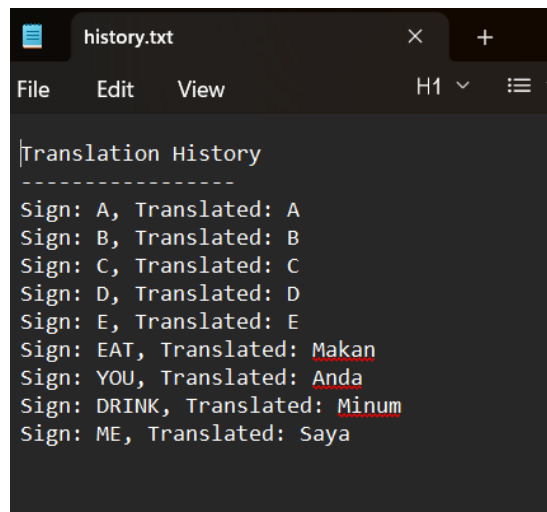 history.txt
File Edit View H1
Translation History
-----------------
Sign: A, Translated: A
Sign: B, Translated: B
Sign: C, Translated: C
Sign: D, Translated: D
Sign: E, Translated: E
Sign: EAT, Translated: Makan
Sign: YOU, Translated: Anda
Sign: DRINK, Translated: Minum
Sign: ME, Translated: Saya